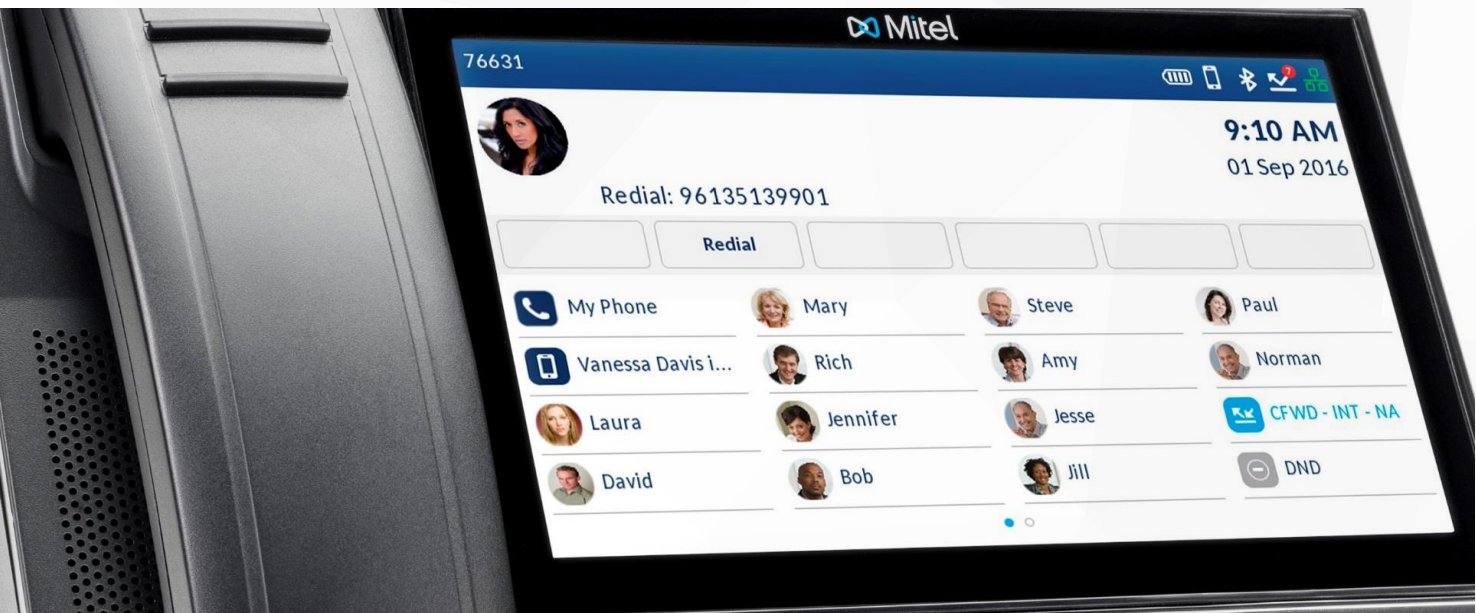 Mitel
76631
7
9:10 AM
01 Sep 2016
Redial: 96135139901
Redial
My Phone
Mary
Steve
Paul
Vanessa Davis i...
Rich
Amy
Norman
Laura
Jennifer
Jesse
CFWD - INT - NA
David
Bob
Jill
DND